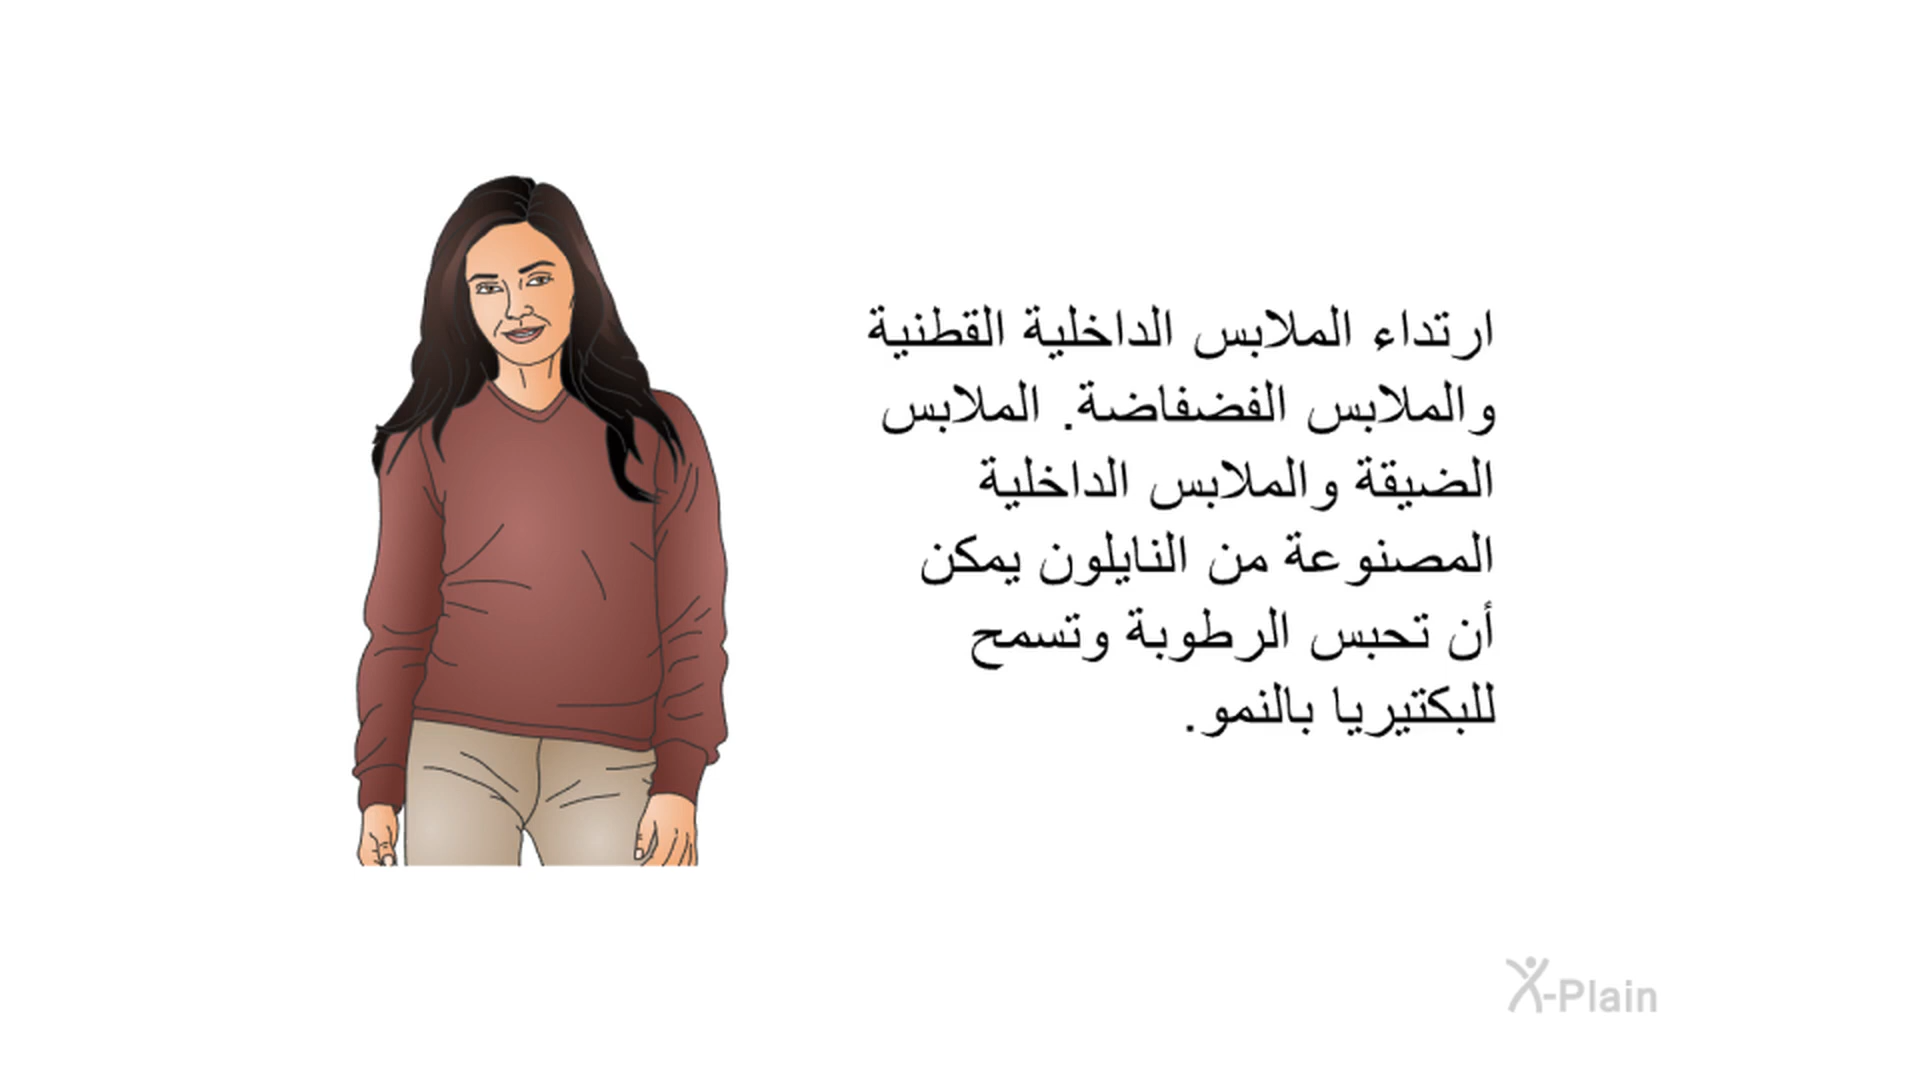 ارتداء الملابس الداخلية القطنية
والملابس الفضفاضة. الملابس
الضيقة والملابس الداخلية
المصنوعة من النايلون يمكن
أن تحبس الرطوبة وتسمح
للبكتيريا بالنمو.
X-Plain